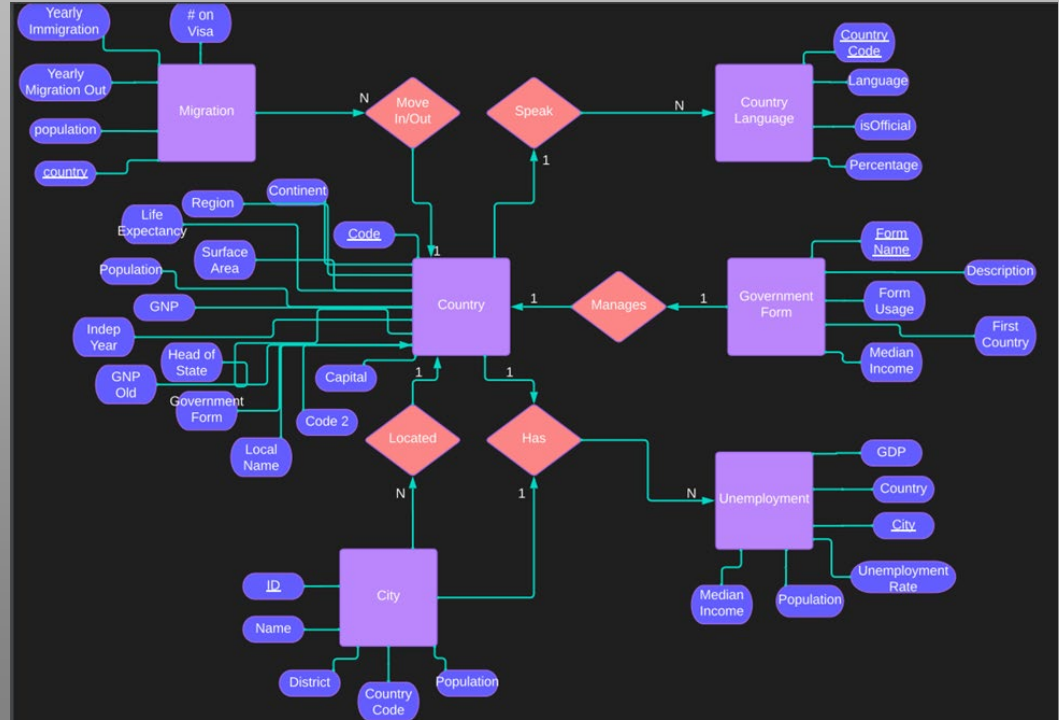 Yearly
Immigration
# on
Visa
Yearly
Migration Out
population
country
Migration
N
Move
In/Out
1
Speak
1
N
Country
Language
Country
Code
Language
isOfficial
Percentage
Continent
Region
Life
Expectancy
Code
Surface
Area
Population
GNP
Indep
Year
Head of
State
GNP
Old
Government
Form
Local
Name
Code 2
Capital
Country
1
Manages
1
Government
Form
Form
Name
Description
Form
Usage
First
Country
Median
Income
1
Located
N
1
Has
1
N
Unemployment
GDP
Country
City
Unemployment
Rate
Population
Median
Income
City
ID
Name
District
Country
Code
Population